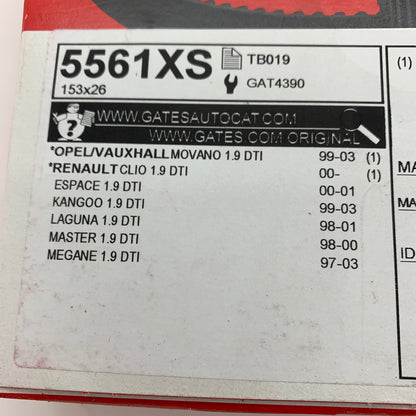 5561XS
TB019
153x26
GAT4390
(1)
WWW.GATESAUTOCAT.COM
WWW.GATES.COM ORIGINAL
*OPEL/VAUXHALL MOVANO 1.9 DTI 99-03 (1)
*RENAULT CLIO 1.9 DTI 00- (1)
ESPACE 1.9 DTI 00-01
KANGOO 1.9 DTI 99-03
LAGUNA 1.9 DTI 98-01
MASTER 1.9 DTI 98-00
MEGANE 1.9 DTI 97-03